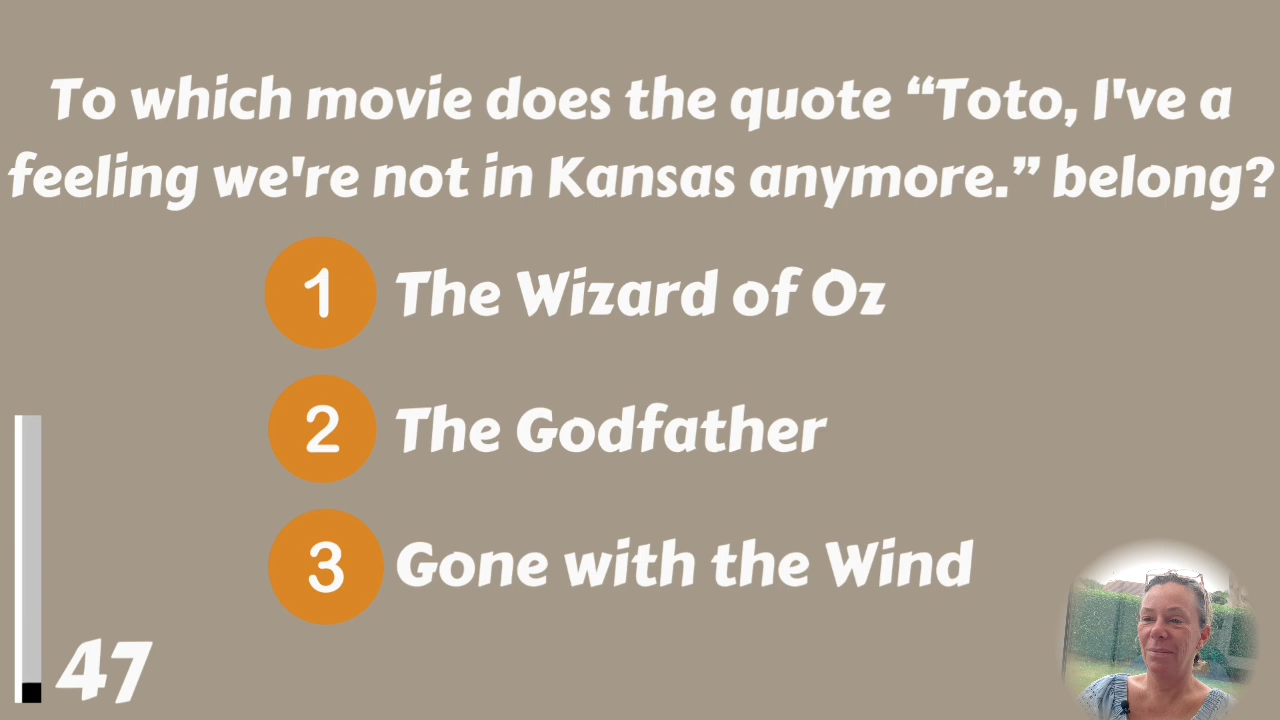 To which movie does the quote “Toto, I've a
feeling we're not in Kansas anymore.” belong?
1 The Wizard of Oz
2 The Godfather
3 Gone with the Wind
47